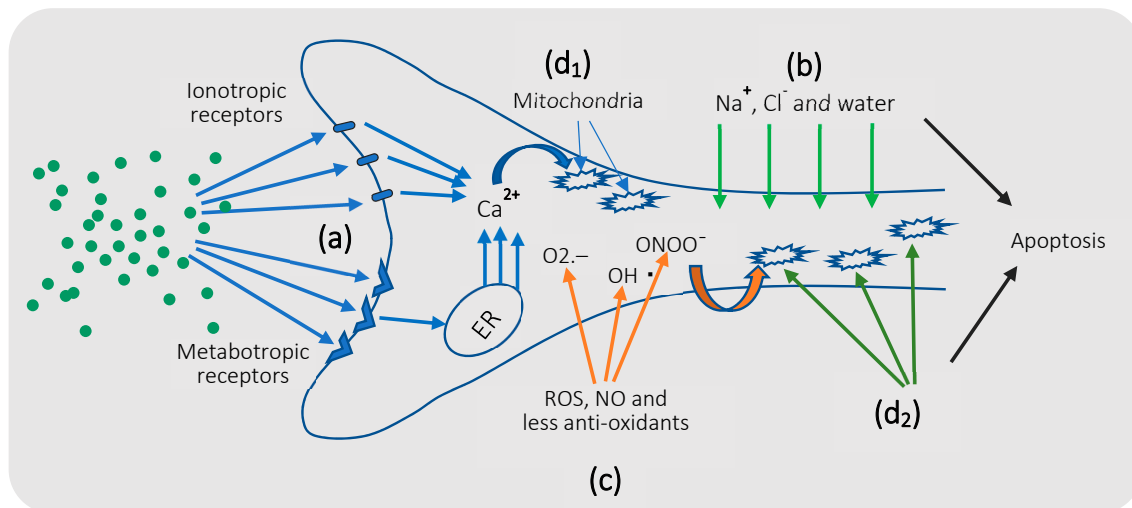 (d₁)
(b)
Ionotropic
receptors
Mitochondria
Na⁺, Cl⁻ and water
Ca²⁺
(a)
ONOO⁻
Apoptosis
O2.–
OH ·
ER
Metabotropic
receptors
ROS, NO and
less anti-oxidants
(d₂)
(c)